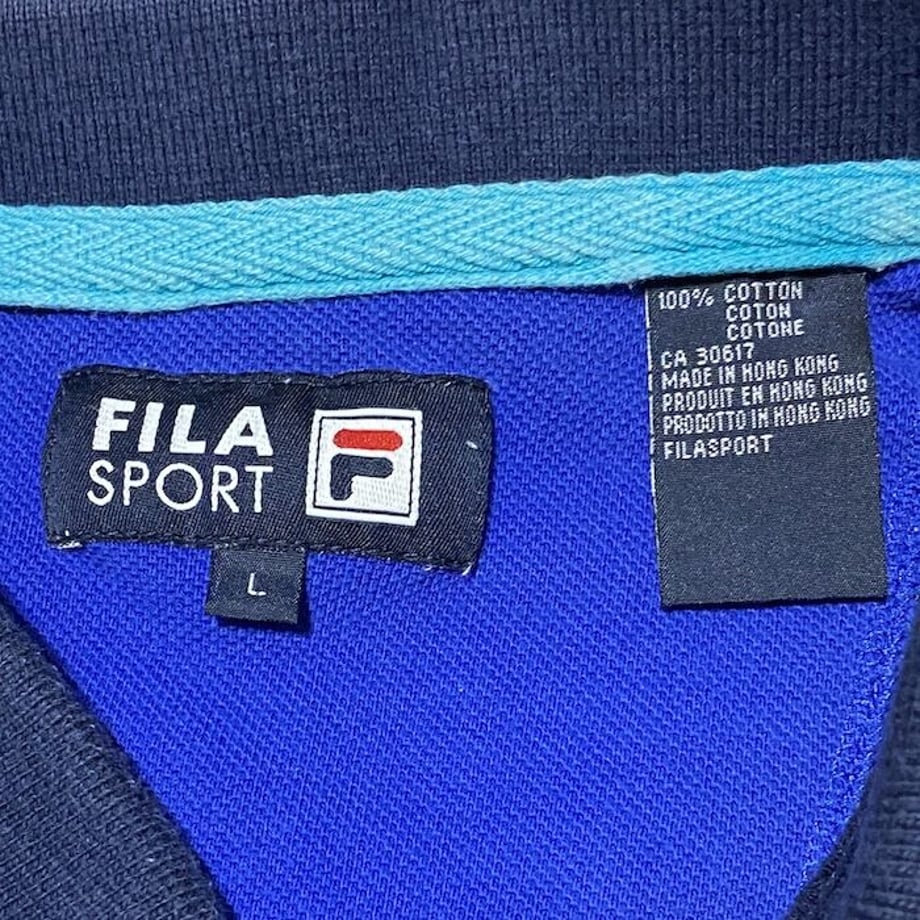 FILA
SPORT
F
L
100% COTTON
COTON
COTONE
CA 30617
MADE IN HONG KONG
PRODUIT EN HONG KONG
PRODOTTO IN HONG KONG
FILASPORT